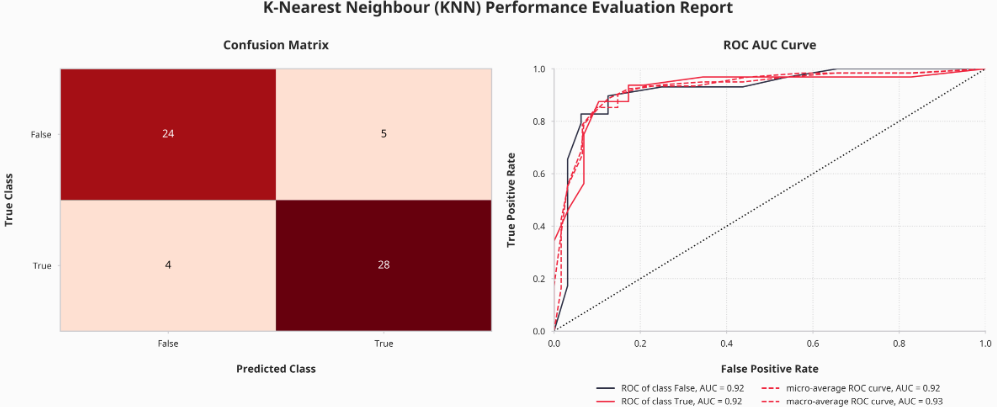 K-Nearest Neighbour (KNN) Performance Evaluation Report
Confusion Matrix
True Class
False
24
5
True
4
28
False
True
Predicted Class
ROC AUC Curve
True Positive Rate
1.0
0.8
0.6
0.4
0.2
0.0
0.0
0.2
0.4
0.6
0.8
1.0
False Positive Rate
ROC of class False, AUC = 0.92
ROC of class True, AUC = 0.92
micro-average ROC curve, AUC = 0.92
macro-average ROC curve, AUC = 0.93